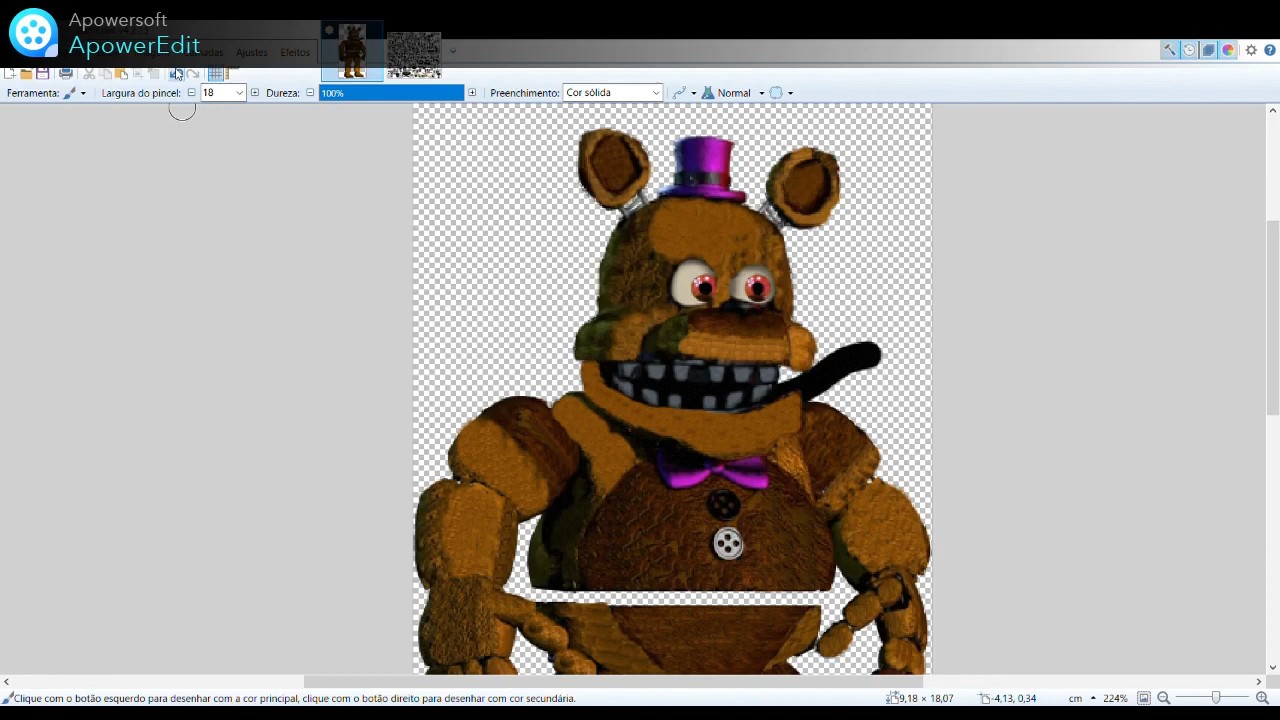 Apowersoft
ApowerEdit
Ajustes
Efeitos
Ferramenta:
Largura do pincel:
18
Dureza:
100%
Preenchimento:
Cor sólida
Normal
Clique com o botão esquerdo para desenhar com a cor principal, clique com o botão direito para desenhar com cor secundária.
9,18 × 18,07
-4,13, 0,34
cm
224%